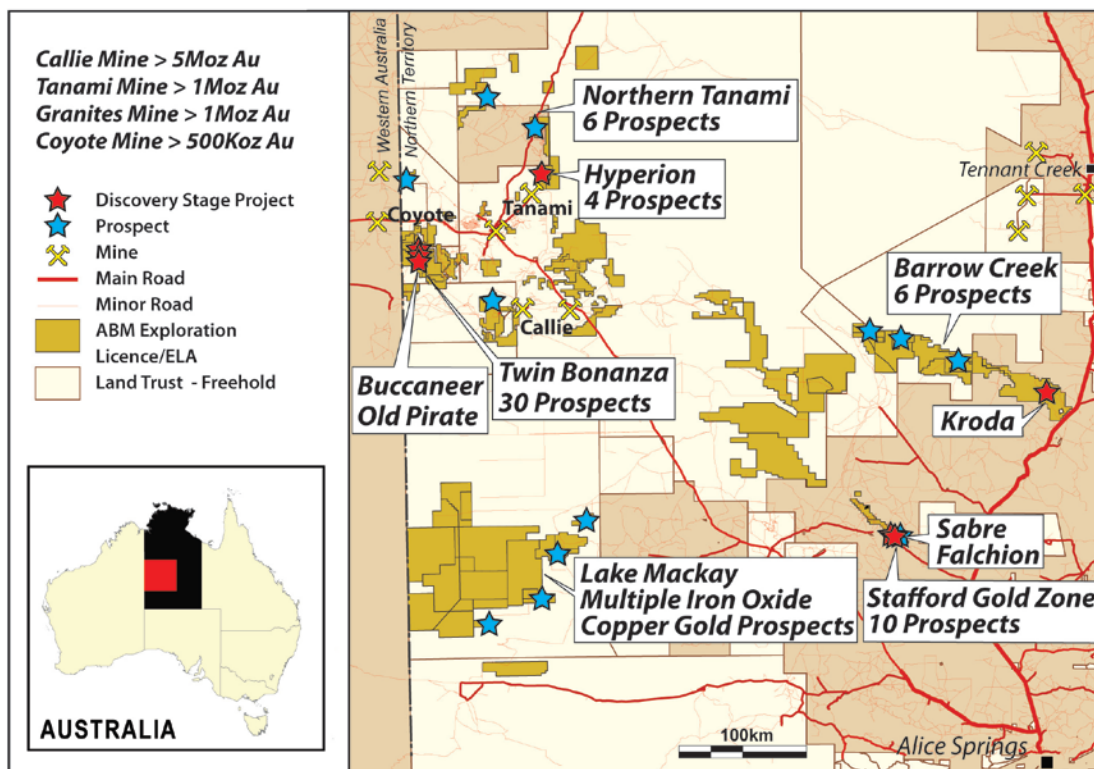 Callie Mine > 5Moz Au
Tanami Mine > 1Moz Au
Granites Mine > 1Moz Au
Coyote Mine > 500Koz Au
Discovery Stage Project
Prospect
Mine
Main Road
Minor Road
ABM Exploration
Licence/ELA
Land Trust - Freehold
AUSTRALIA
Western Australia
Northern Territory
Northern Tanami
6 Prospects
Hyperion
4 Prospects
Tennant Creek
Coyote
Tanami
Barrow Creek
6 Prospects
Callie
Buccaneer
Old Pirate
Twin Bonanza
30 Prospects
Kroda
Sabre
Falchion
Lake Mackay
Multiple Iron Oxide
Copper Gold Prospects
Stafford Gold Zone
10 Prospects
100km
Alice Springs